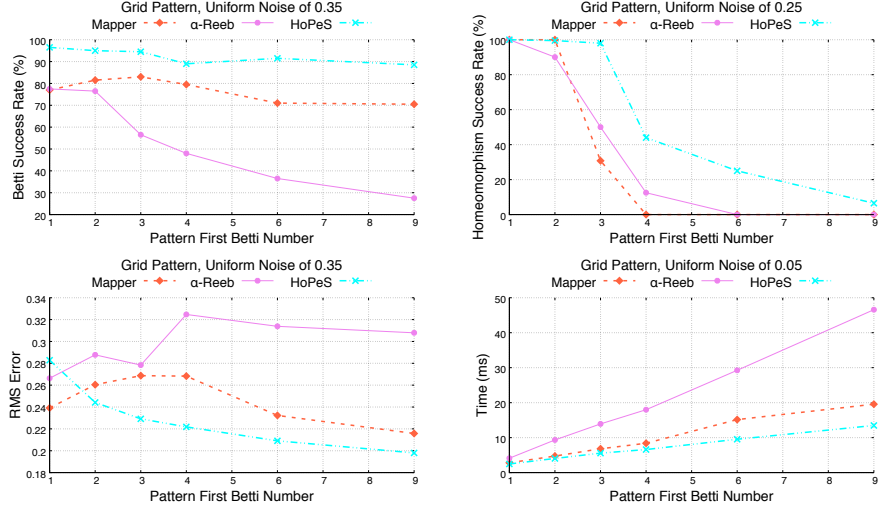 Grid Pattern, Uniform Noise of 0.35
Mapper α-Reeb HoPeS
Betti Success Rate (%)
100
90
80
70
60
50
40
30
20
1 2 3 4 5 6 7 8 9
Pattern First Betti Number
Grid Pattern, Uniform Noise of 0.25
Mapper α-Reeb HoPeS
Homeomorphism Success Rate (%)
100
80
60
40
20
0
1 2 3 4 5 6 7 8 9
Pattern First Betti Number
Grid Pattern, Uniform Noise of 0.35
Mapper α-Reeb HoPeS
RMS Error
0.34
0.32
0.3
0.28
0.26
0.24
0.22
0.2
0.18
1 2 3 4 5 6 7 8 9
Pattern First Betti Number
Grid Pattern, Uniform Noise of 0.05
Mapper α-Reeb HoPeS
Time (ms)
50
40
30
20
10
0
1 2 3 4 5 6 7 8 9
Pattern First Betti Number